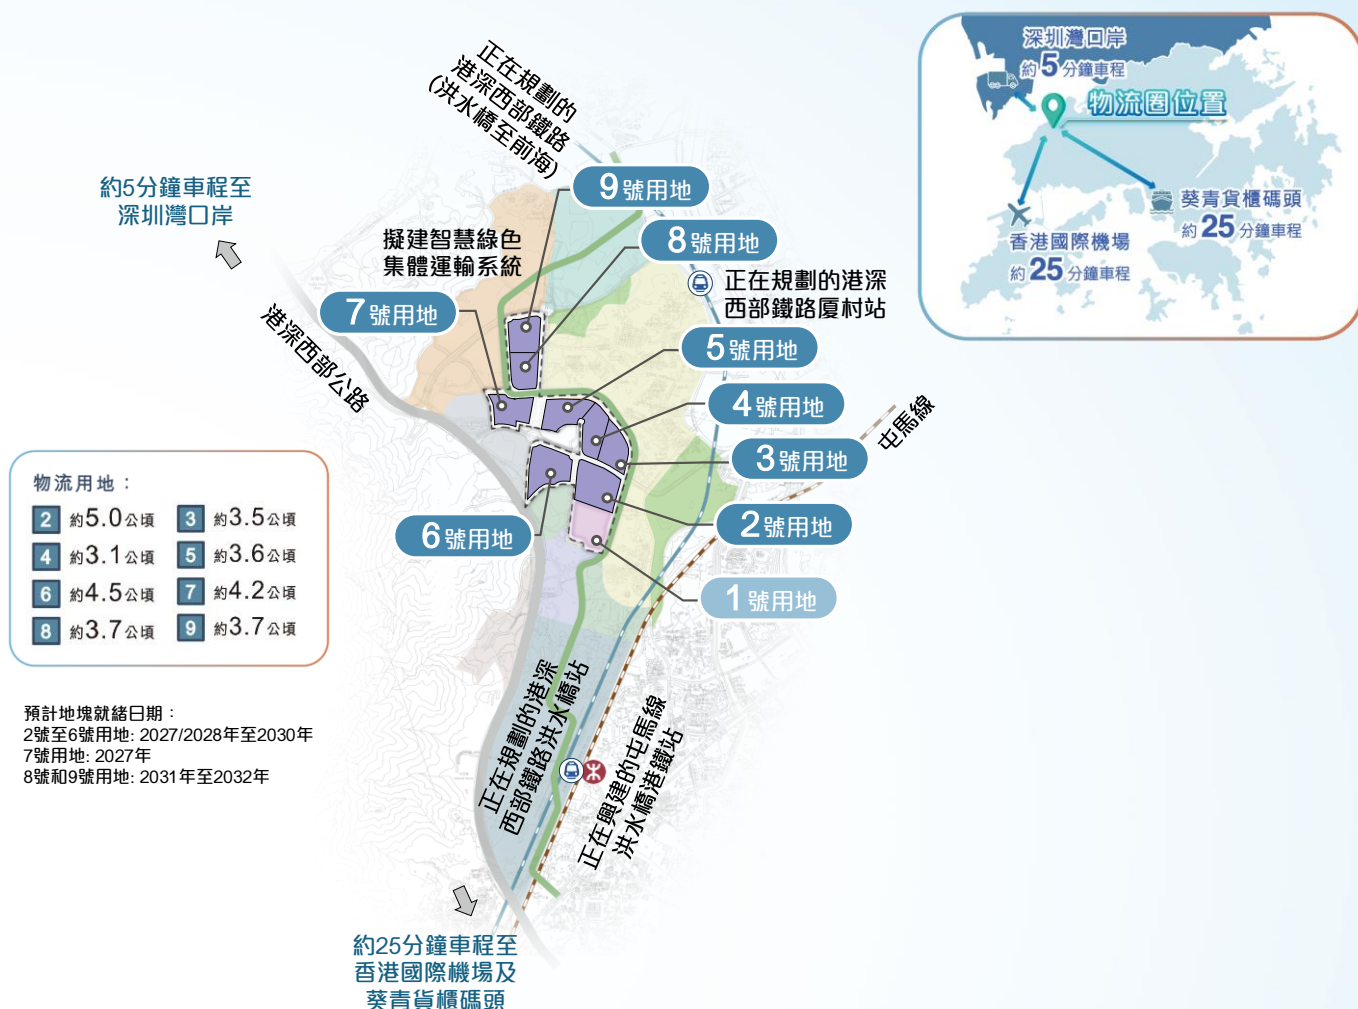 深圳灣口岸
約5分鐘車程
物流圈位置
葵青貨櫃碼頭
約25分鐘車程
香港國際機場
約25分鐘車程
正在規劃的
港深西部鐵路
(洪水橋至前海)
約5分鐘車程至
深圳灣口岸
擬建智慧綠色
集體運輸系統
9號用地
8號用地
正在規劃的港深
西部鐵路厦村站
7號用地
港深西部公路
5號用地
4號用地
屯馬線
3號用地
2號用地
6號用地
1號用地
物流用地：
2 約5.0公頃
3 約3.5公頃
4 約3.1公頃
5 約3.6公頃
6 約4.5公頃
7 約4.2公頃
8 約3.7公頃
9 約3.7公頃
預計地塊就緒日期：
2號至6號用地: 2027/2028年至2030年
7號用地: 2027年
8號和9號用地: 2031年至2032年
正在規劃的港深
西部鐵路洪水橋站
正在興建的屯馬線
洪水橋港鐵站
約25分鐘車程至
香港國際機場及
葵青貨櫃碼頭